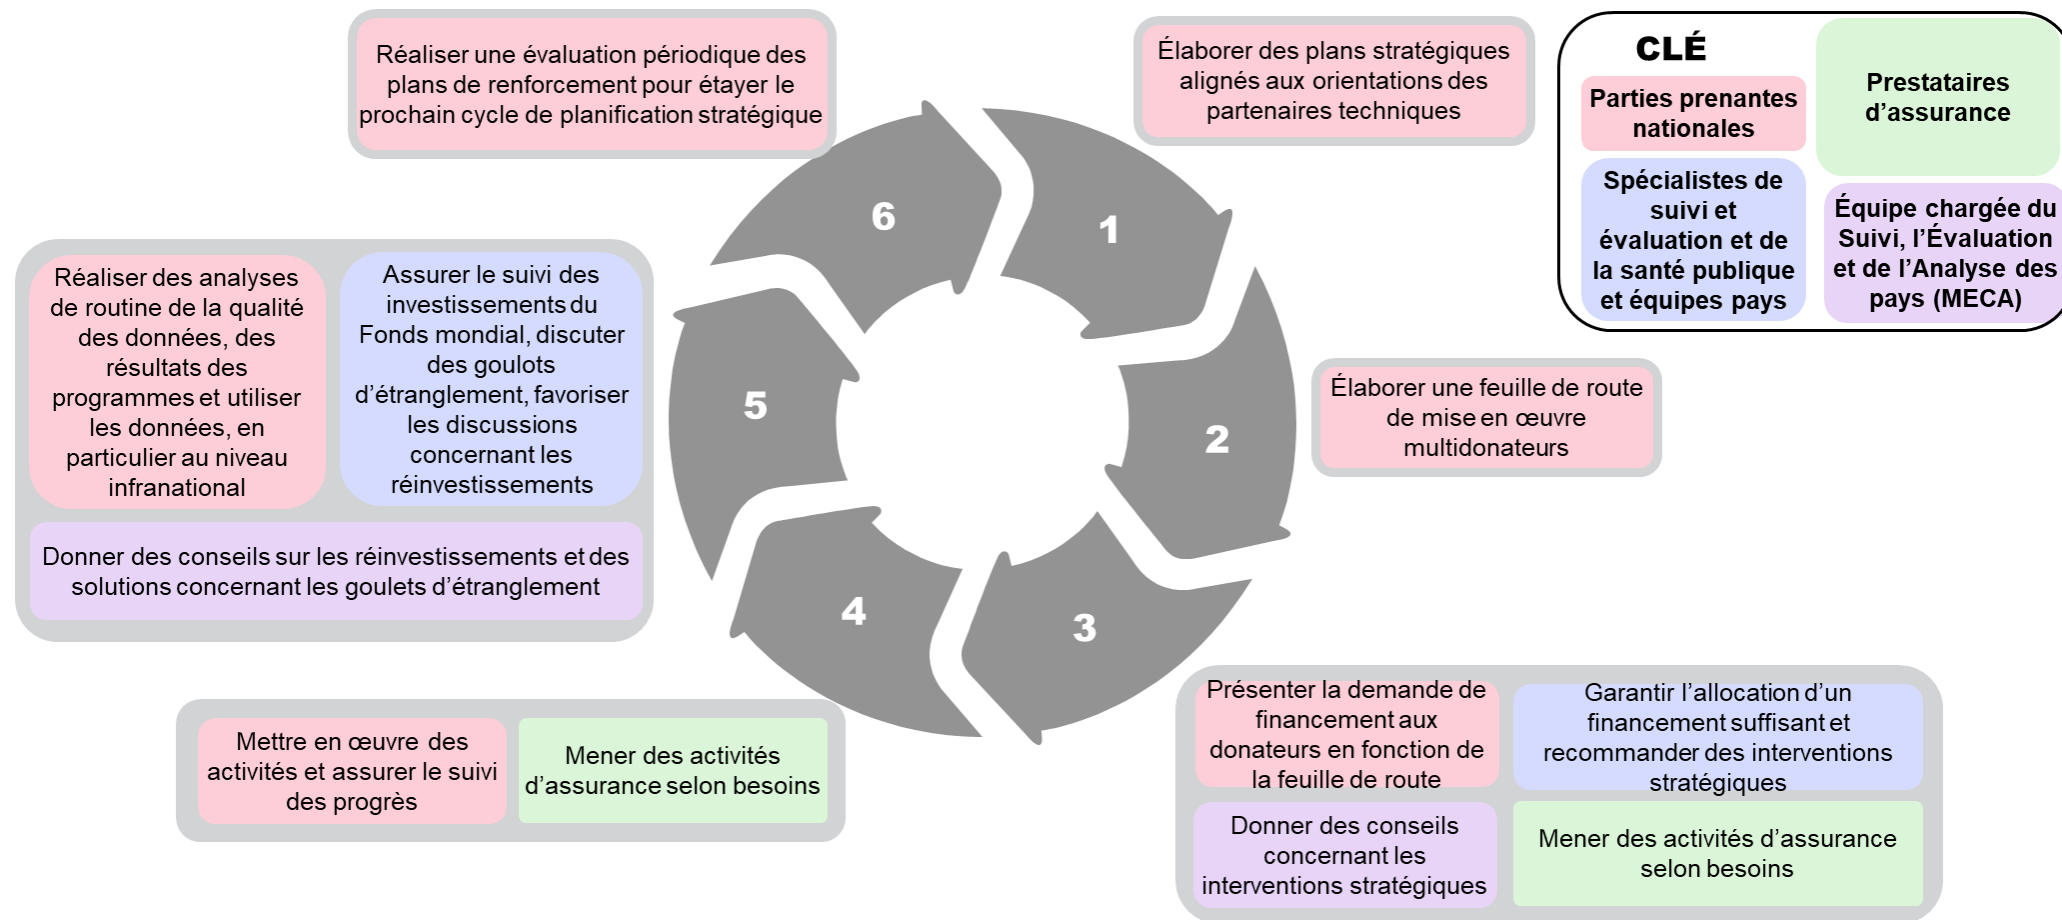 Réaliser une évaluation périodique des
plans de renforcement pour étayer le
prochain cycle de planification stratégique
Élaborer des plans stratégiques
alignés aux orientations des
partenaires techniques
CLÉ
Parties prenantes
nationales
Prestataires
d’assurance
Spécialistes de
suivi et
évaluation et de
la santé publique
et équipes pays
Équipe chargée du
Suivi, l’Évaluation
et de l’Analyse des
pays (MECA)
6
1
5
2
4
3
Réaliser des analyses
de routine de la qualité
des données, des
résultats des
programmes et utiliser
les données, en
particulier au niveau
infranational
Assurer le suivi des
investissements du
Fonds mondial, discuter
des goulots
d’étranglement, favoriser
les discussions
concernant les
réinvestissements
Donner des conseils sur les réinvestissements et des
solutions concernant les goulets d’étranglement
Élaborer une feuille de route
de mise en œuvre
multidonateurs
Mettre en œuvre des
activités et assurer le suivi
des progrès
Mener des activités
d’assurance selon besoins
Présenter la demande de
financement aux
donateurs en fonction de
la feuille de route
Garantir l’allocation d’un
financement suffisant et
recommander des interventions
stratégiques
Donner des conseils
concernant les
interventions stratégiques
Mener des activités d’assurance
selon besoins